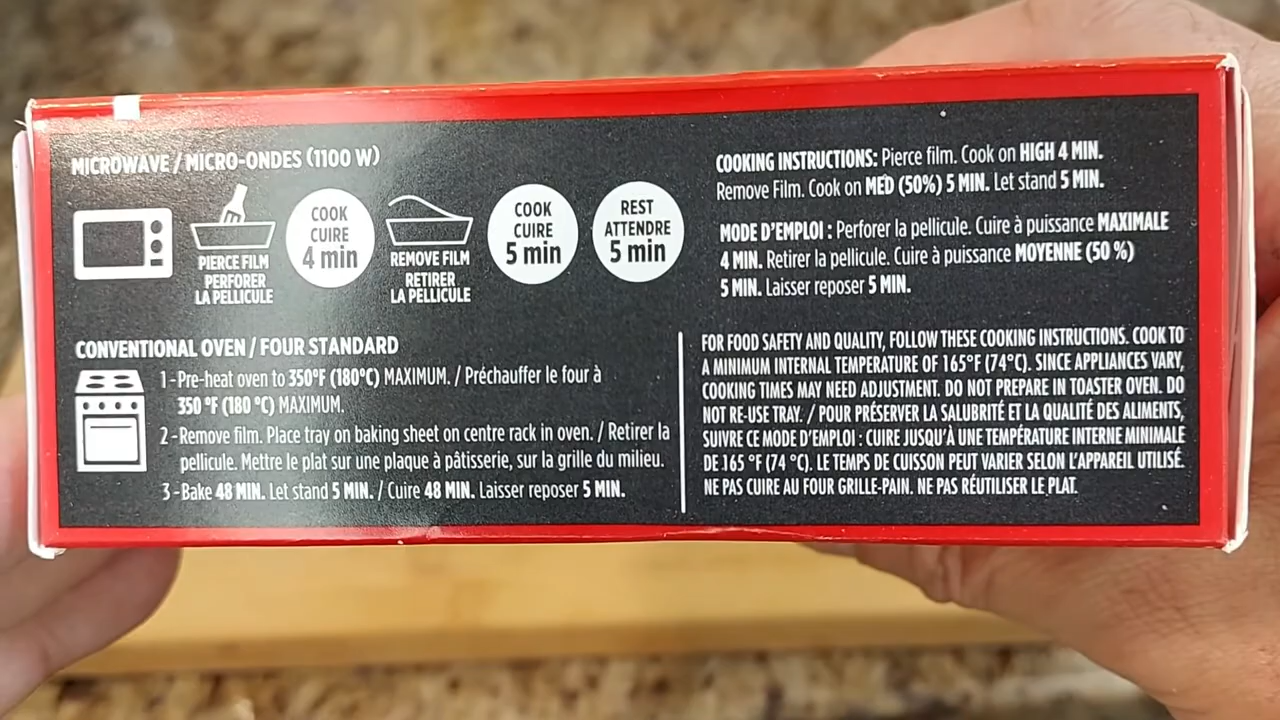 MICROWAVE / MICRO-ONDES (1100 W)
PIERCE FILM
PERFORER
LA PELLICULE
COOK
CUIRE
4 min
REMOVE FILM
RETIRER
LA PELLICULE
COOK
CUIRE
5 min
REST
ATTENDRE
5 min
COOKING INSTRUCTIONS: Pierce film. Cook on HIGH 4 MIN.
Remove Film. Cook on MED (50%) 5 MIN. Let stand 5 MIN.
MODE D'EMPLOI : Perforer la pellicule. Cuire à puissance MAXIMALE
4 MIN. Retirer la pellicule. Cuire à puissance MOYENNE (50 %)
5 MIN. Laisser reposer 5 MIN.
CONVENTIONAL OVEN / FOUR STANDARD
1 - Pre-heat oven to 350°F (180°C) MAXIMUM. / Préchauffer le four à
350 °F (180 °C) MAXIMUM.
2 - Remove film. Place tray on baking sheet on centre rack in oven. / Retirer la
pellicule. Mettre le plat sur une plaque à pâtisserie, sur la grille du milieu.
3 - Bake 48 MIN. Let stand 5 MIN. / Cuire 48 MIN. Laisser reposer 5 MIN.
FOR FOOD SAFETY AND QUALITY, FOLLOW THESE COOKING INSTRUCTIONS. COOK TO
A MINIMUM INTERNAL TEMPERATURE OF 165°F (74°C). SINCE APPLIANCES VARY,
COOKING TIMES MAY NEED ADJUSTMENT. DO NOT PREPARE IN TOASTER OVEN. DO
NOT RE-USE TRAY. / POUR PRÉSERVER LA SALUBRITÉ ET LA QUALITÉ DES ALIMENTS,
SUIVRE CE MODE D'EMPLOI : CUIRE JUSQU'À UNE TEMPÉRATURE INTERNE MINIMALE
DE 165 °F (74 °C). LE TEMPS DE CUISSON PEUT VARIER SELON L'APPAREIL UTILISÉ.
NE PAS CUIRE AU FOUR GRILLE-PAIN. NE PAS RÉUTILISER LE PLAT.